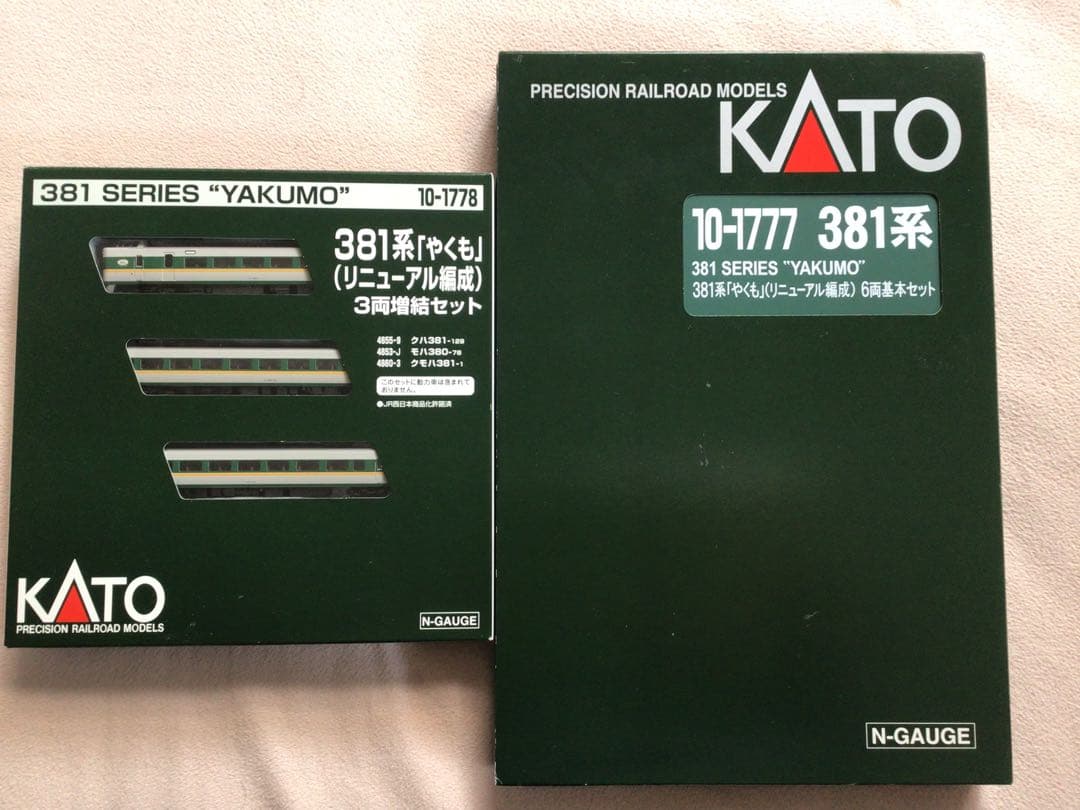 381 SERIES "YAKUMO" 10-1778
381系「やくも」
(リニューアル編成)
3両増結セット
4655-9 クハ381-129
4853-J モハ380-78
4660-3 クモハ381-1
このセットに動力車は含まれて
おりません。
●JR西日本商品化許諾済
KATO
PRECISION RAILROAD MODELS
N-GAUGE
PRECISION RAILROAD MODELS
KATO
10-1777 381系
381 SERIES "YAKUMO"
381系「やくも」(リニューアル編成) 6両基本セット
N-GAUGE